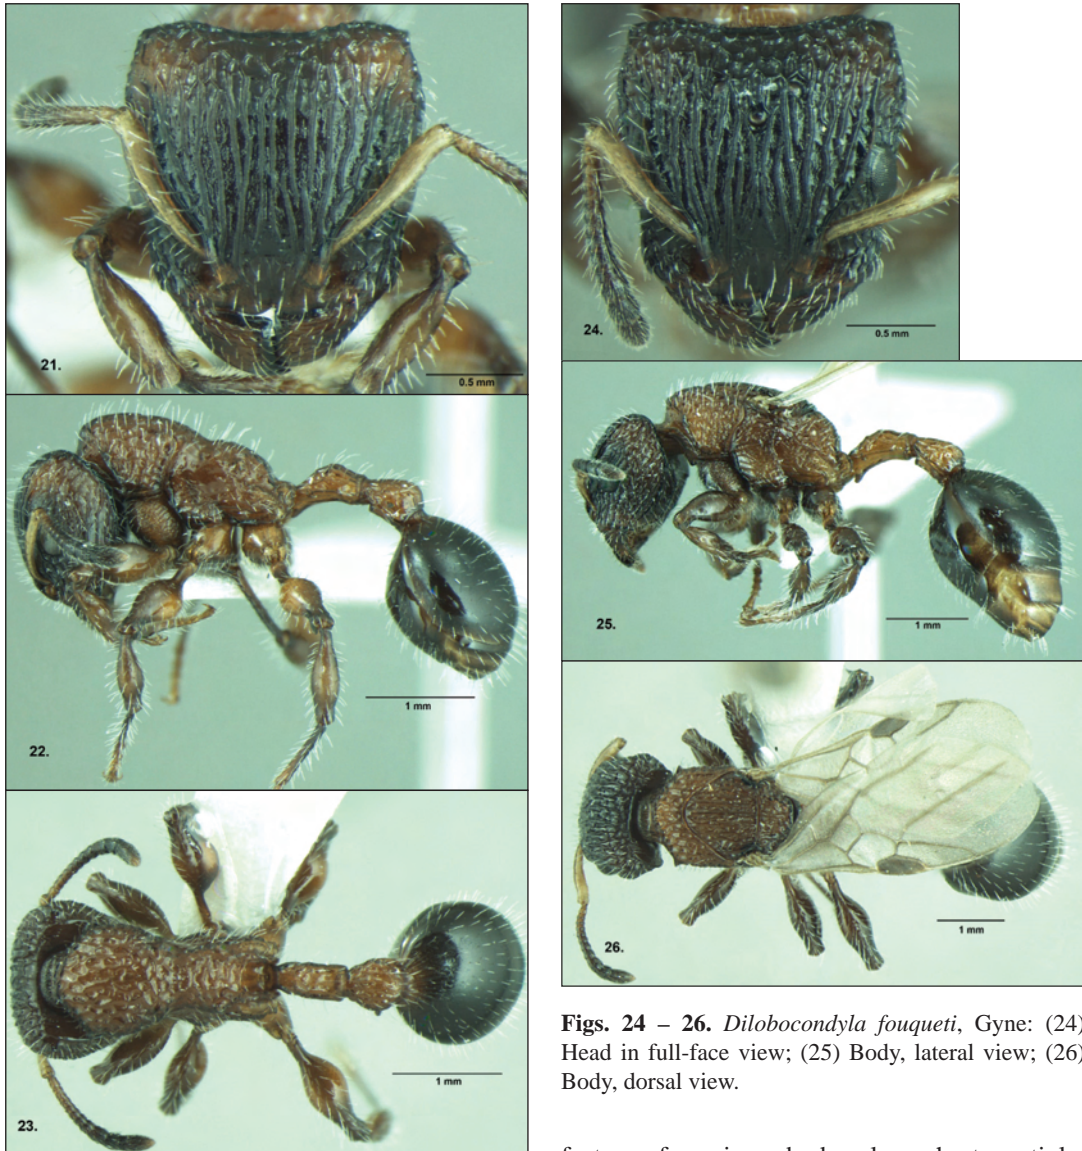 21.
0.5 mm
22.
1 mm
23.
1 mm
24.
0.5 mm
25.
1 mm
26.
1 mm
Figs. 24 – 26. Dilobocondyla fouqueti, Gyne: (24)
Head in full-face view; (25) Body, lateral view; (26)
Body, dorsal view.